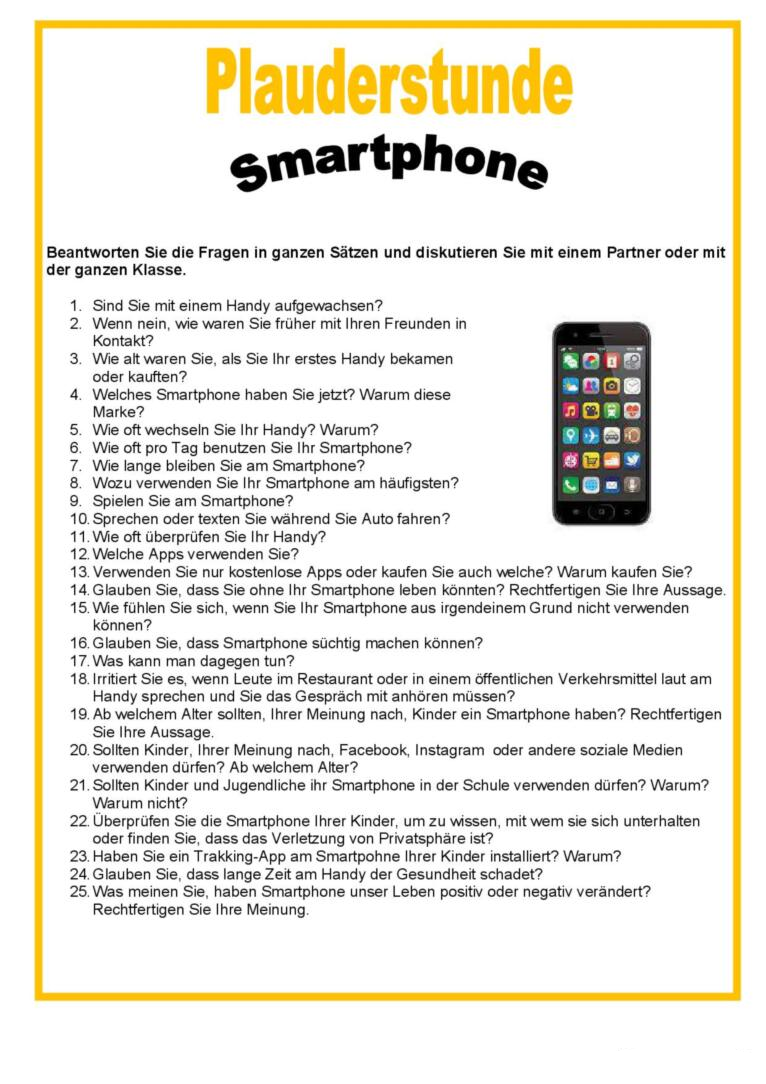 Plauderstunde
Smartphone
Beantworten Sie die Fragen in ganzen Sätzen und diskutieren Sie mit einem Partner oder mit
der ganzen Klasse.
1. Sind Sie mit einem Handy aufgewachsen?
2. Wenn nein, wie waren Sie früher mit Ihren Freunden in
Kontakt?
3. Wie alt waren Sie, als Sie Ihr erstes Handy bekamen
oder kauften?
4. Welches Smartphone haben Sie jetzt? Warum diese
Marke?
5. Wie oft wechseln Sie Ihr Handy? Warum?
6. Wie oft pro Tag benutzen Sie Ihr Smartphone?
7. Wie lange bleiben Sie am Smartphone?
8. Wozu verwenden Sie Ihr Smartphone am häufigsten?
9. Spielen Sie am Smartphone?
10. Sprechen oder texten Sie während Sie Auto fahren?
11. Wie oft überprüfen Sie Ihr Handy?
12. Welche Apps verwenden Sie?
13. Verwenden Sie nur kostenlose Apps oder kaufen Sie auch welche? Warum kaufen Sie?
14. Glauben Sie, dass Sie ohne Ihr Smartphone leben könnten? Rechtfertigen Sie Ihre Aussage.
15. Wie fühlen Sie sich, wenn Sie Ihr Smartphone aus irgendeinem Grund nicht verwenden
können?
16. Glauben Sie, dass Smartphone süchtig machen können?
17. Was kann man dagegen tun?
18. Irritiert Sie es, wenn Leute im Restaurant oder in einem öffentlichen Verkehrsmittel laut am
Handy sprechen und Sie das Gespräch mit anhören müssen?
19. Ab welchem Alter sollten, Ihrer Meinung nach, Kinder ein Smartphone haben? Rechtfertigen
Sie Ihre Aussage.
20. Sollten Kinder, Ihrer Meinung nach, Facebook, Instagram oder andere soziale Medien
verwenden dürfen? Ab welchem Alter?
21. Sollten Kinder und Jugendliche ihr Smartphone in der Schule verwenden dürfen? Warum?
Warum nicht?
22. Überprüfen Sie die Smartphone Ihrer Kinder, um zu wissen, mit wem sie sich unterhalten
oder finden Sie, dass das Verletzung von Privatsphäre ist?
23. Haben Sie ein Trakking-App am Smartpohne Ihrer Kinder installiert? Warum?
24. Glauben Sie, dass lange Zeit am Handy der Gesundheit schadet?
25. Was meinen Sie, haben Smartphone unser Leben positiv oder negativ verändert?
Rechtfertigen Sie Ihre Meinung.